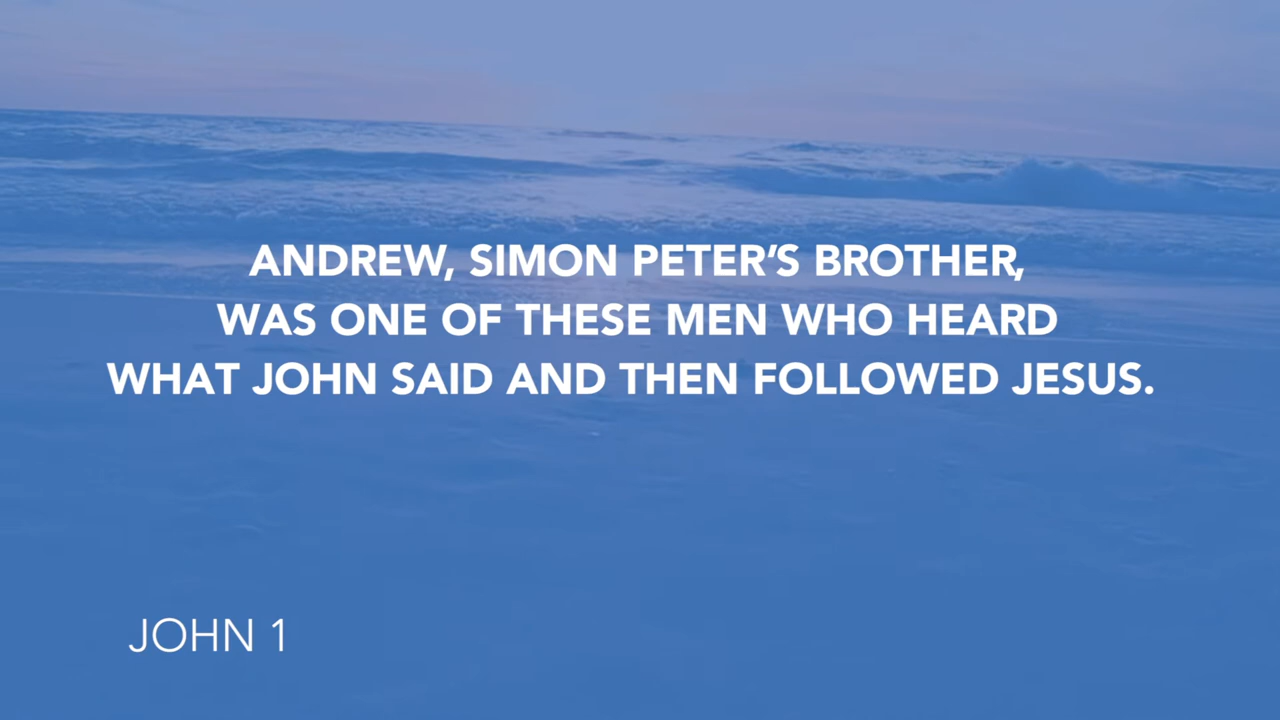 ANDREW, SIMON PETER’S BROTHER,
WAS ONE OF THESE MEN WHO HEARD
WHAT JOHN SAID AND THEN FOLLOWED JESUS.
JOHN 1